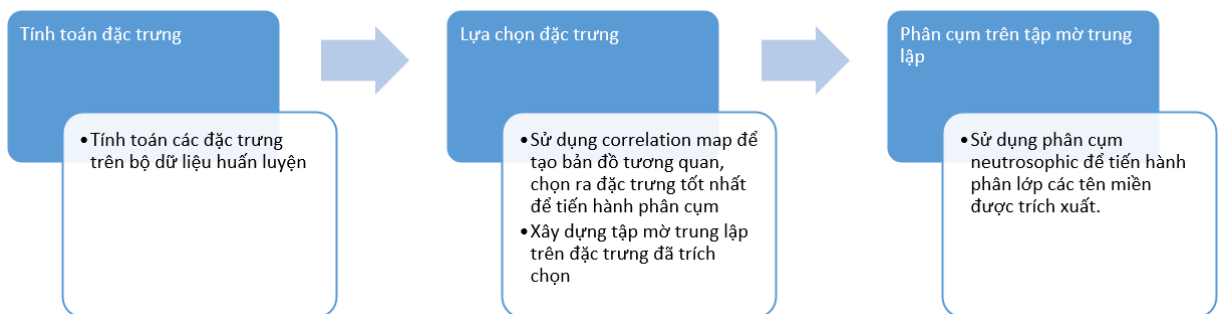 Tính toán đặc trưng
•Tính toán các đặc trưng
trên bộ dữ liệu huấn luyện
Lựa chọn đặc trưng
•Sử dụng correlation map để
tạo bản đồ tương quan,
chọn ra đặc trưng tốt nhất
để tiến hành phân cụm
•Xây dựng tập mờ trung lập
trên đặc trưng đã trích
chọn
Phân cụm trên tập mờ trung
lập
•Sử dụng phân cụm
neutrosophic để tiến hành
phân lớp các tên miền
được trích xuất.